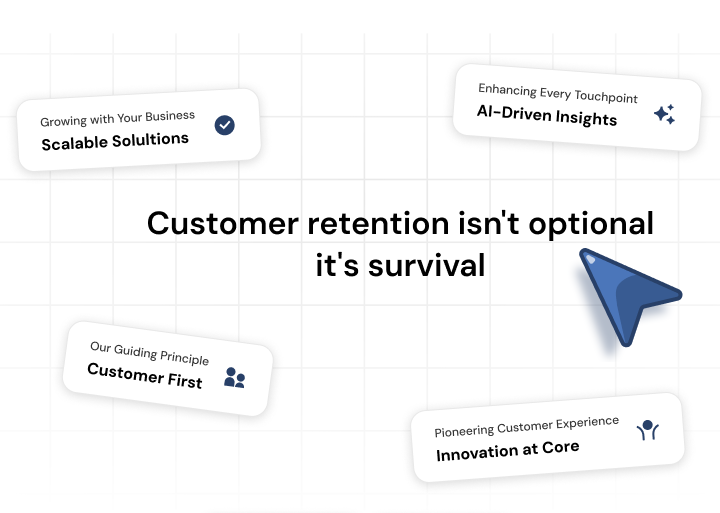 Growing with Your Business
Scalable Solultions
Enhancing Every Touchpoint
AI-Driven Insights
Customer retention isn't optional
it's survival
Our Guiding Principle
Customer First
Pioneering Customer Experience
Innovation at Core